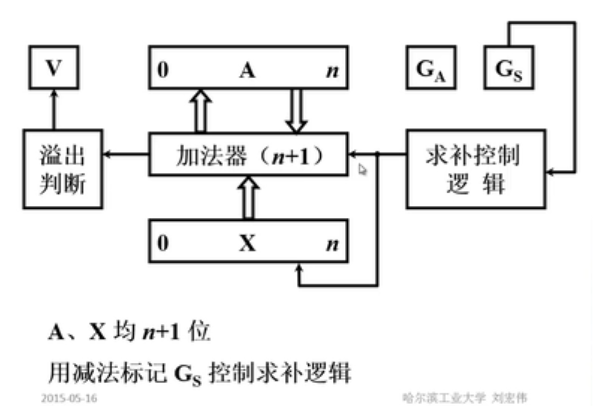 V
0 A n
G_A
G_S
溢出
判断
加法器（n+1）
求补控制
逻 辑
0 X n
A、X 均 n+1 位
用减法标记 G_S 控制求补逻辑
2015-05-16
哈尔滨工业大学 刘宏伟